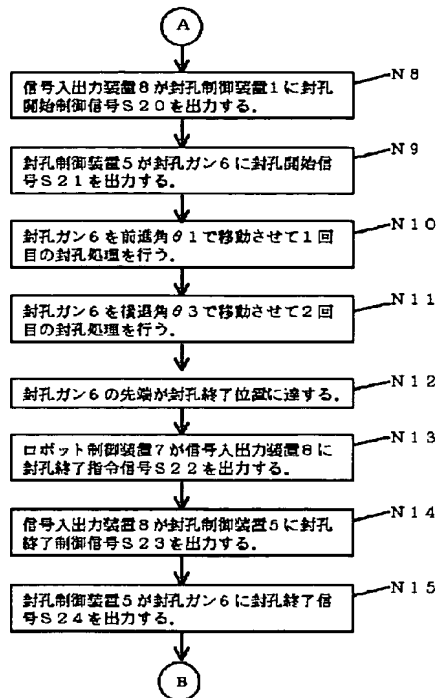 A
信号入出力装置8が封孔制御装置1に封孔
開始制御信号S20を出力する.
N8
封孔制御装置5が封孔ガン6に封孔開始信
号S21を出力する.
N9
封孔ガン6を前進角θ1で移動させて1回
目の封孔処理を行う.
N10
封孔ガン6を後退角θ3で移動させて2回
目の封孔処理を行う.
N11
封孔ガン6の先端が封孔終了位置に達する.
N12
ロボット制御装置7が信号入出力装置8に
封孔終了指令信号S22を出力する.
N13
信号入出力装置8が封孔制御装置5に封孔
終了制御信号S23を出力する.
N14
封孔制御装置5が封孔ガン6に封孔終了信
号S24を出力する.
N15
B